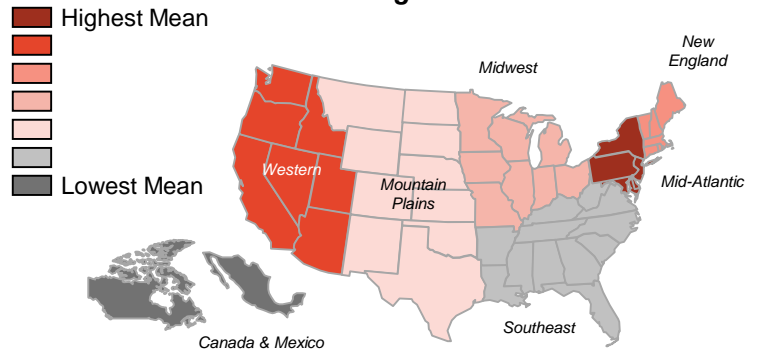 Highest Mean
New
England
Midwest
Western
Mountain
Plains
Mid-Atlantic
Lowest Mean
Southeast
Canada & Mexico